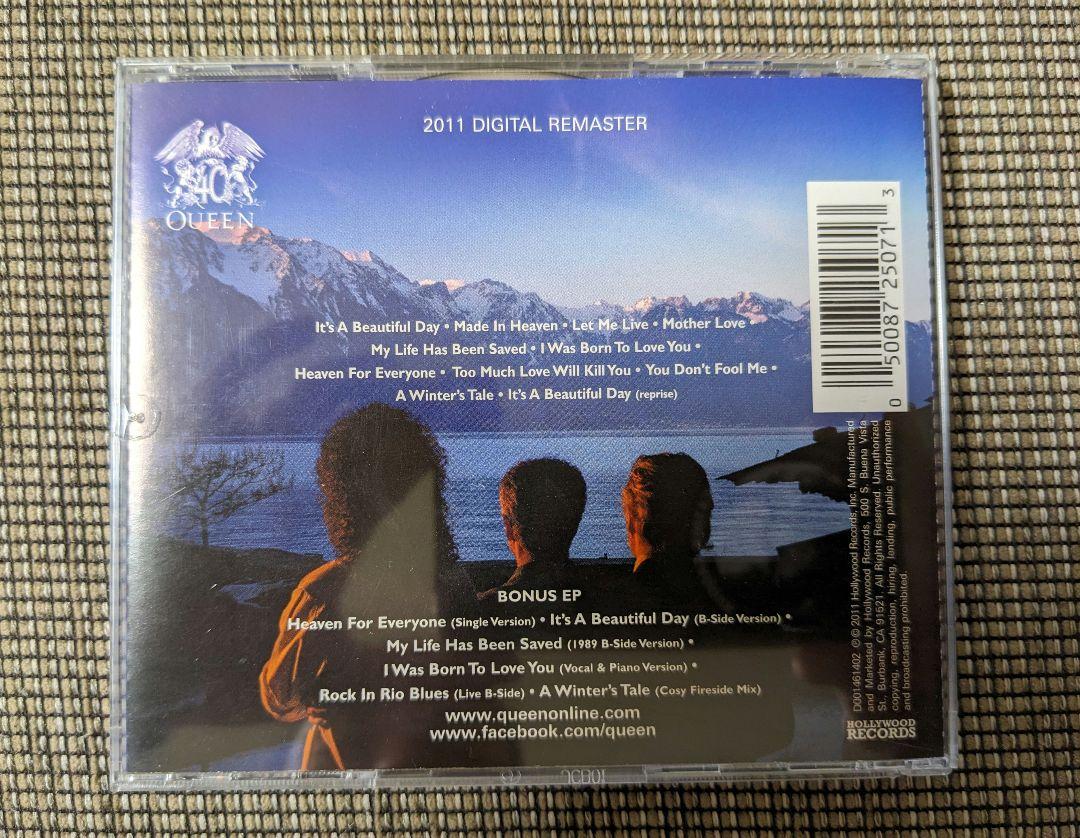 2011 DIGITAL REMASTER
40
QUEEN
It's A Beautiful Day • Made In Heaven • Let Me Live • Mother Love •
My Life Has Been Saved • I Was Born To Love You •
Heaven For Everyone • Too Much Love Will Kill You • You Don't Fool Me •
A Winter's Tale • It's A Beautiful Day (reprise)
BONUS EP
Heaven For Everyone (Single Version) • It's A Beautiful Day (B-Side Version) •
My Life Has Been Saved (1989 B-Side Version) •
I Was Born To Love You (Vocal & Piano Version) •
Rock In Rio Blues (Live B-Side) • A Winter's Tale (Cosy Fireside Mix)
www.queenonline.com
www.facebook.com/queen
0 50087 25071 3
D001461402 ℗ © 2011 Hollywood Records, Inc. Manufactured
and Marketed by Hollywood Records, 500 S. Buena Vista
St., Burbank, CA 91521. All Rights Reserved. Unauthorized
copying, reproduction, hiring, lending, public performance
and broadcasting prohibited.
HOLLYWOOD
RECORDS